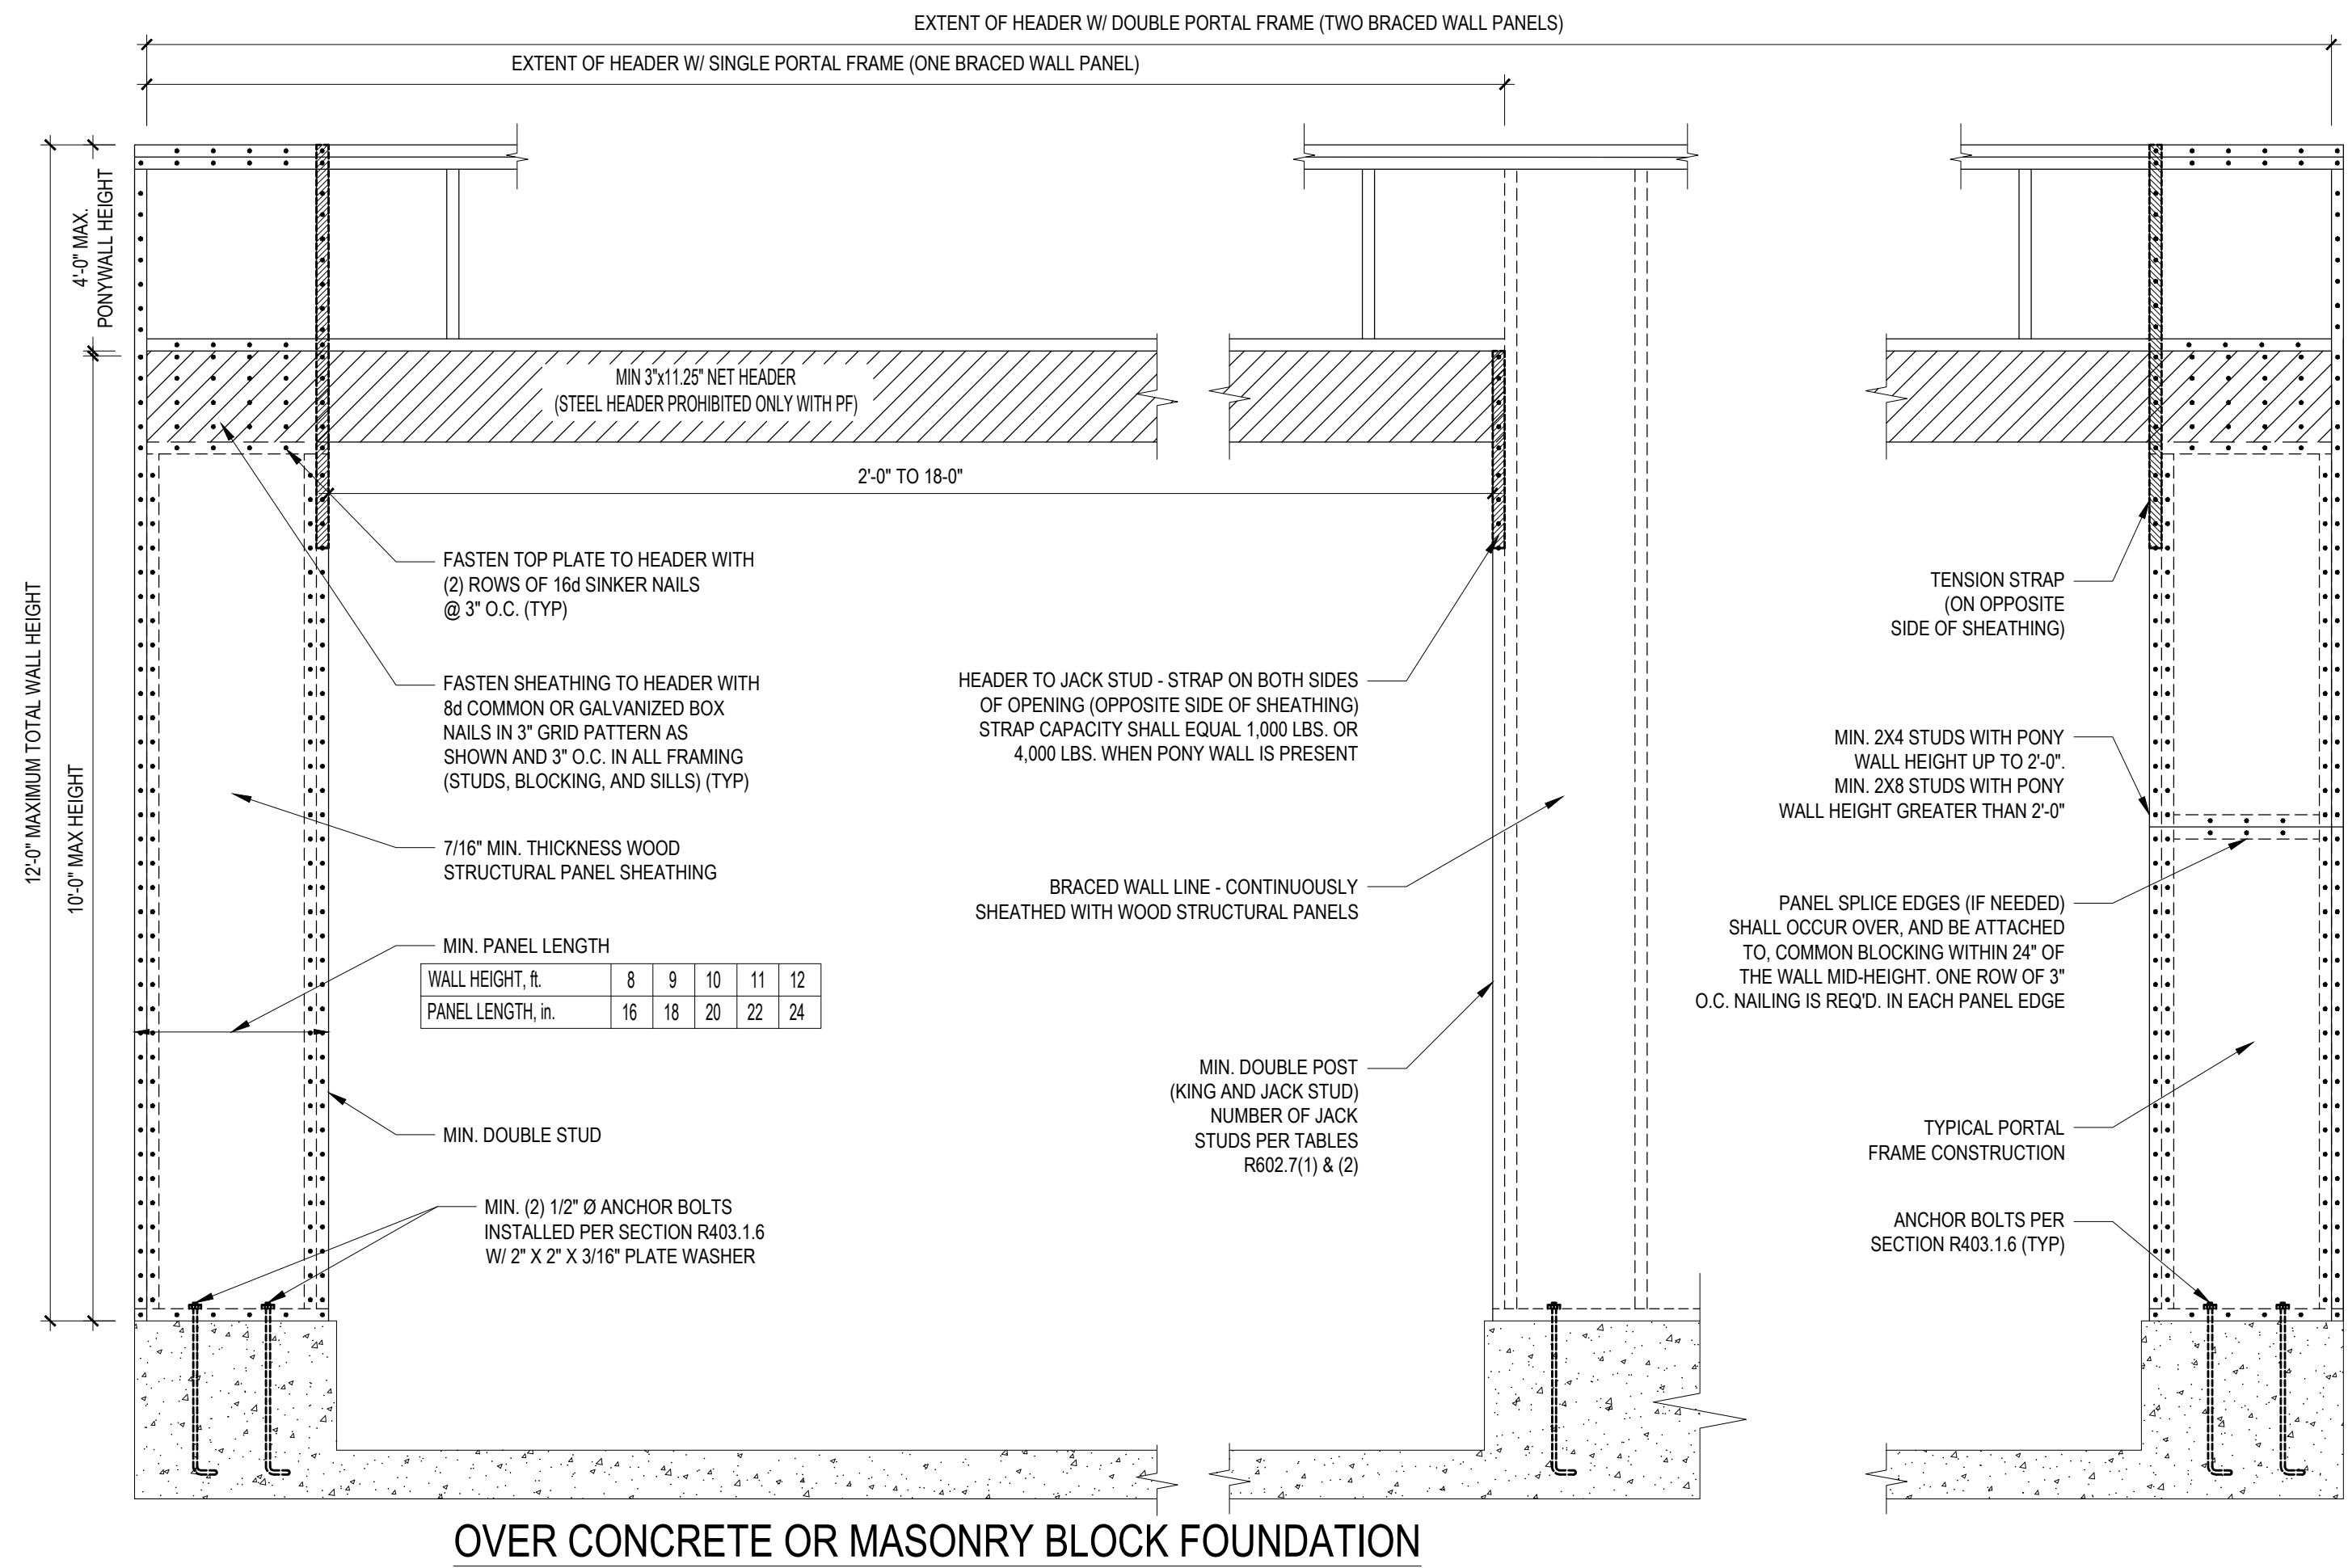 EXTENT OF HEADER W/ DOUBLE PORTAL FRAME (TWO BRACED WALL PANELS)
EXTENT OF HEADER W/ SINGLE PORTAL FRAME (ONE BRACED WALL PANEL)
4'-0" MAX.
PONYWALL HEIGHT
12'-0" MAXIMUM TOTAL WALL HEIGHT
10'-0" MAX HEIGHT
MIN 3"x11.25" NET HEADER
(STEEL HEADER PROHIBITED ONLY WITH PF)
2'-0" TO 18-0"
FASTEN TOP PLATE TO HEADER WITH
(2) ROWS OF 16d SINKER NAILS
@ 3" O.C. (TYP)
FASTEN SHEATHING TO HEADER WITH
8d COMMON OR GALVANIZED BOX
NAILS IN 3" GRID PATTERN AS
SHOWN AND 3" O.C. IN ALL FRAMING
(STUDS, BLOCKING, AND SILLS) (TYP)
7/16" MIN. THICKNESS WOOD
STRUCTURAL PANEL SHEATHING
MIN. PANEL LENGTH
WALL HEIGHT, ft. 8 9 10 11 12
PANEL LENGTH, in. 16 18 20 22 24
MIN. DOUBLE STUD
MIN. (2) 1/2" Ø ANCHOR BOLTS
INSTALLED PER SECTION R403.1.6
W/ 2" X 2" X 3/16" PLATE WASHER
HEADER TO JACK STUD - STRAP ON BOTH SIDES
OF OPENING (OPPOSITE SIDE OF SHEATHING)
STRAP CAPACITY SHALL EQUAL 1,000 LBS. OR
4,000 LBS. WHEN PONY WALL IS PRESENT
BRACED WALL LINE - CONTINUOUSLY
SHEATHED WITH WOOD STRUCTURAL PANELS
MIN. DOUBLE POST
(KING AND JACK STUD)
NUMBER OF JACK
STUDS PER TABLES
R602.7(1) & (2)
TENSION STRAP
(ON OPPOSITE
SIDE OF SHEATHING)
MIN. 2X4 STUDS WITH PONY
WALL HEIGHT UP TO 2'-0".
MIN. 2X8 STUDS WITH PONY
WALL HEIGHT GREATER THAN 2'-0"
PANEL SPLICE EDGES (IF NEEDED)
SHALL OCCUR OVER, AND BE ATTACHED
TO, COMMON BLOCKING WITHIN 24" OF
THE WALL MID-HEIGHT. ONE ROW OF 3"
O.C. NAILING IS REQ'D. IN EACH PANEL EDGE
TYPICAL PORTAL
FRAME CONSTRUCTION
ANCHOR BOLTS PER
SECTION R403.1.6 (TYP)
OVER CONCRETE OR MASONRY BLOCK FOUNDATION